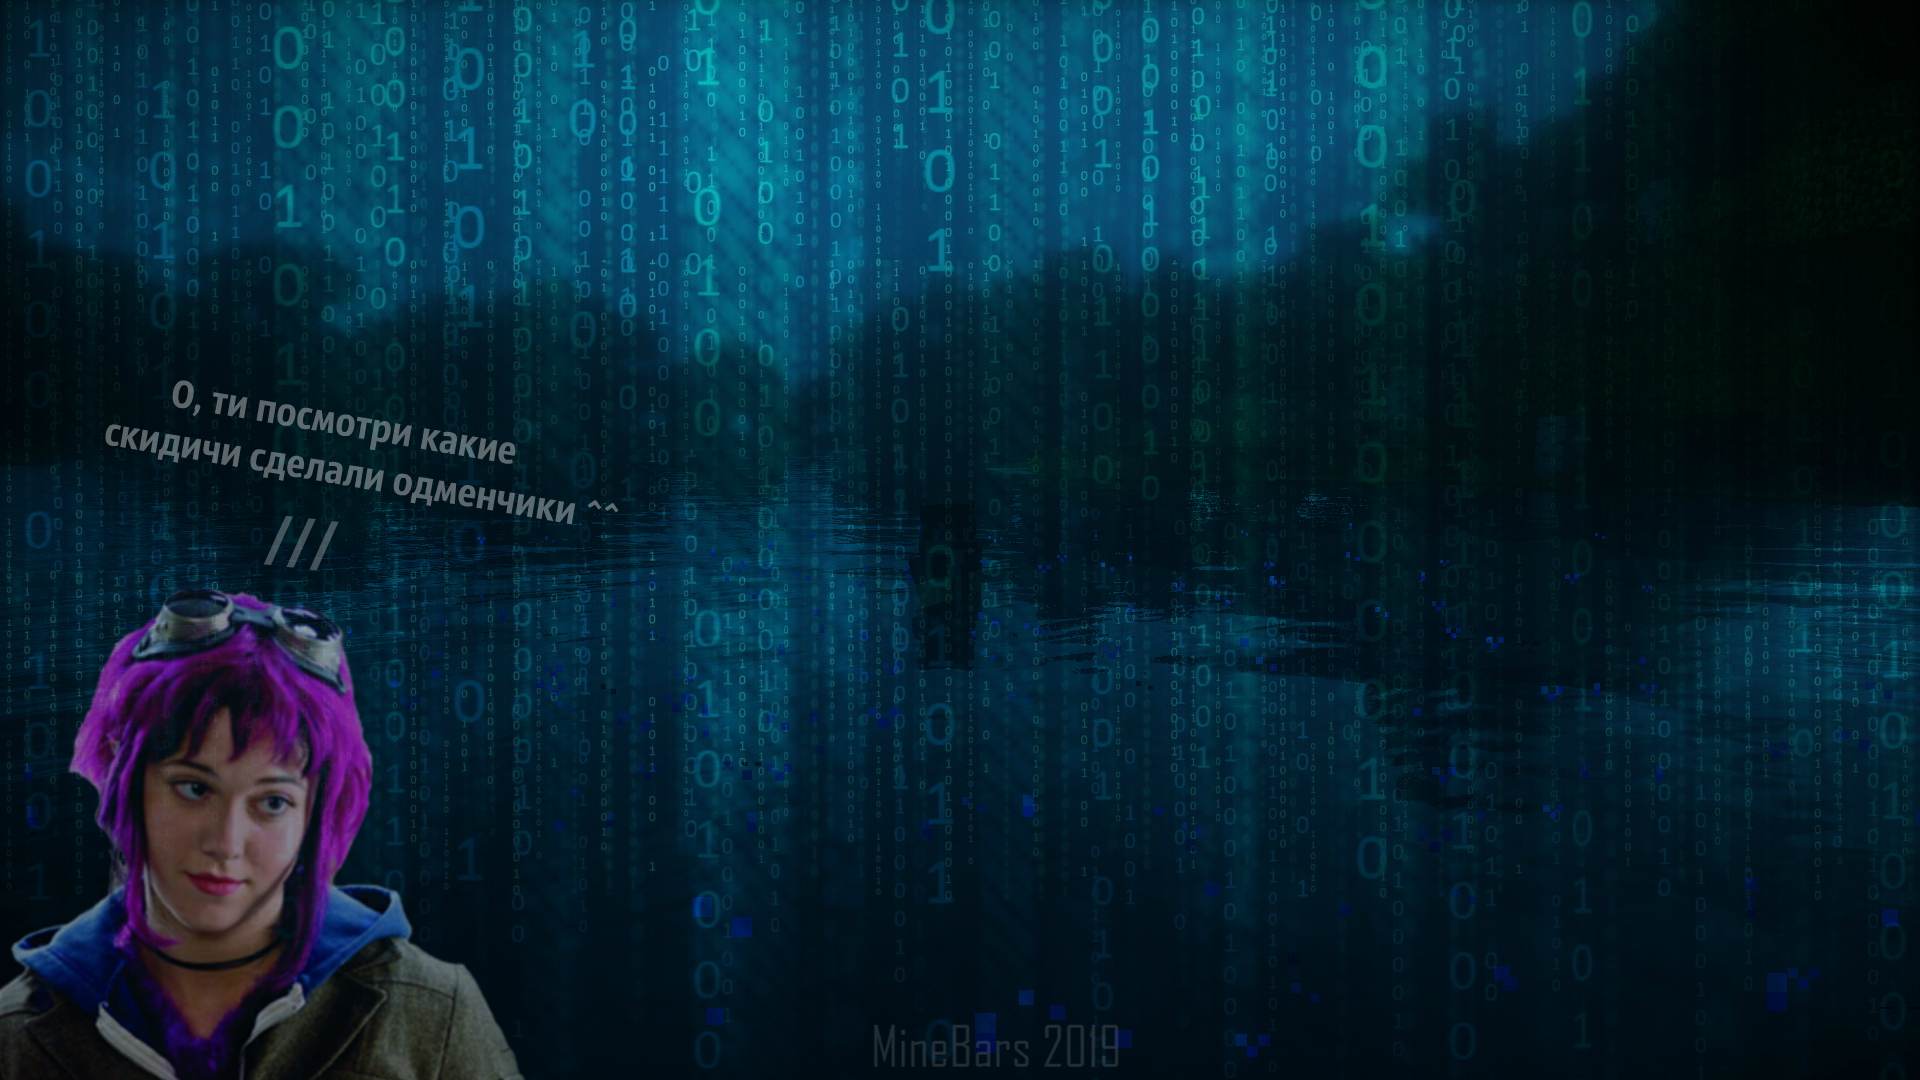 О, ти посмотри какие
скидичи сделали одменчики ^^
///
MineBars 2019